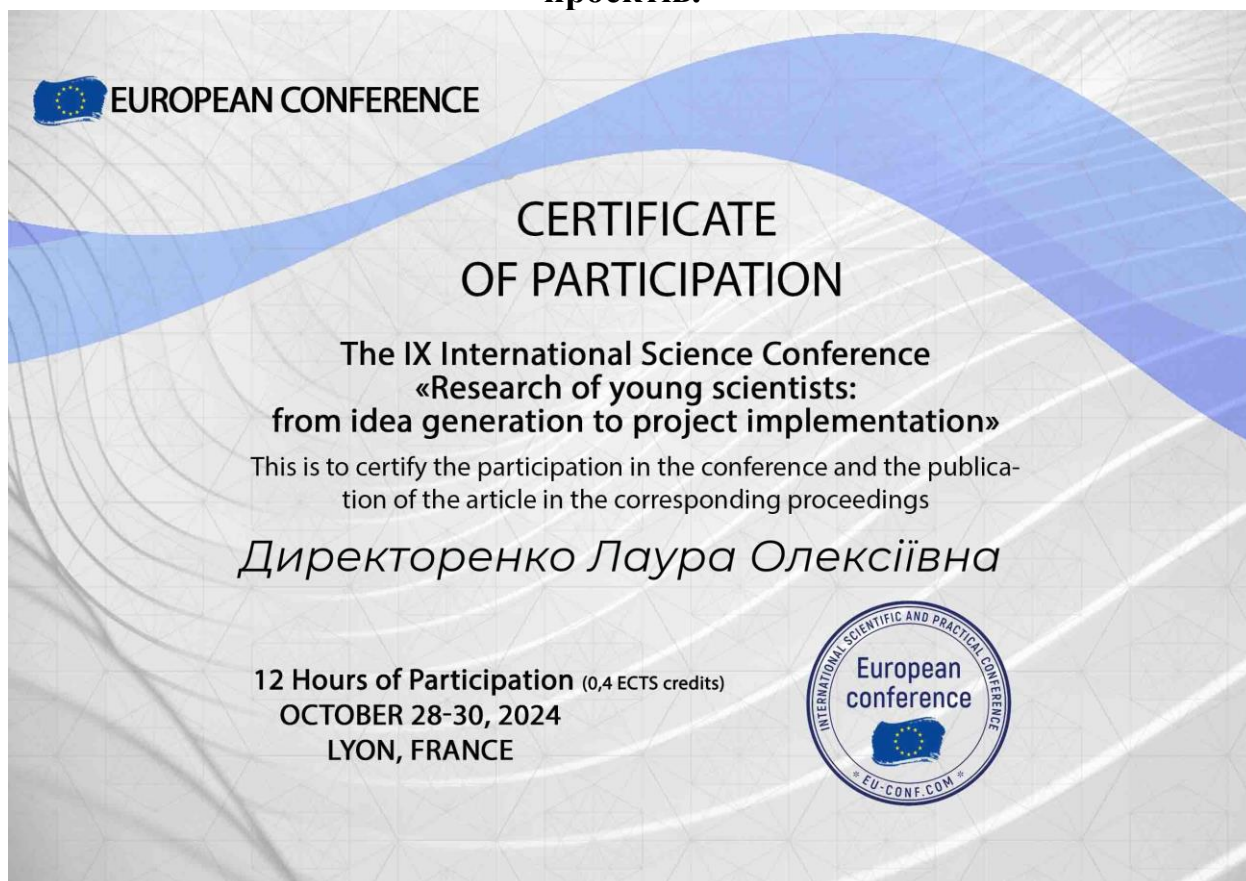 проєктів.
EUROPEAN CONFERENCE
CERTIFICATE
OF PARTICIPATION
The IX International Science Conference
«Research of young scientists:
from idea generation to project implementation»
This is to certify the participation in the conference and the publica-
tion of the article in the corresponding proceedings
Директоренко Лаура Олексіївна
12 Hours of Participation (0,4 ECTS credits)
OCTOBER 28-30, 2024
LYON, FRANCE
INTERNATIONAL SCIENTIFIC AND PRACTICAL CONFERENCE
European
conference
* EU-CONF.COM *